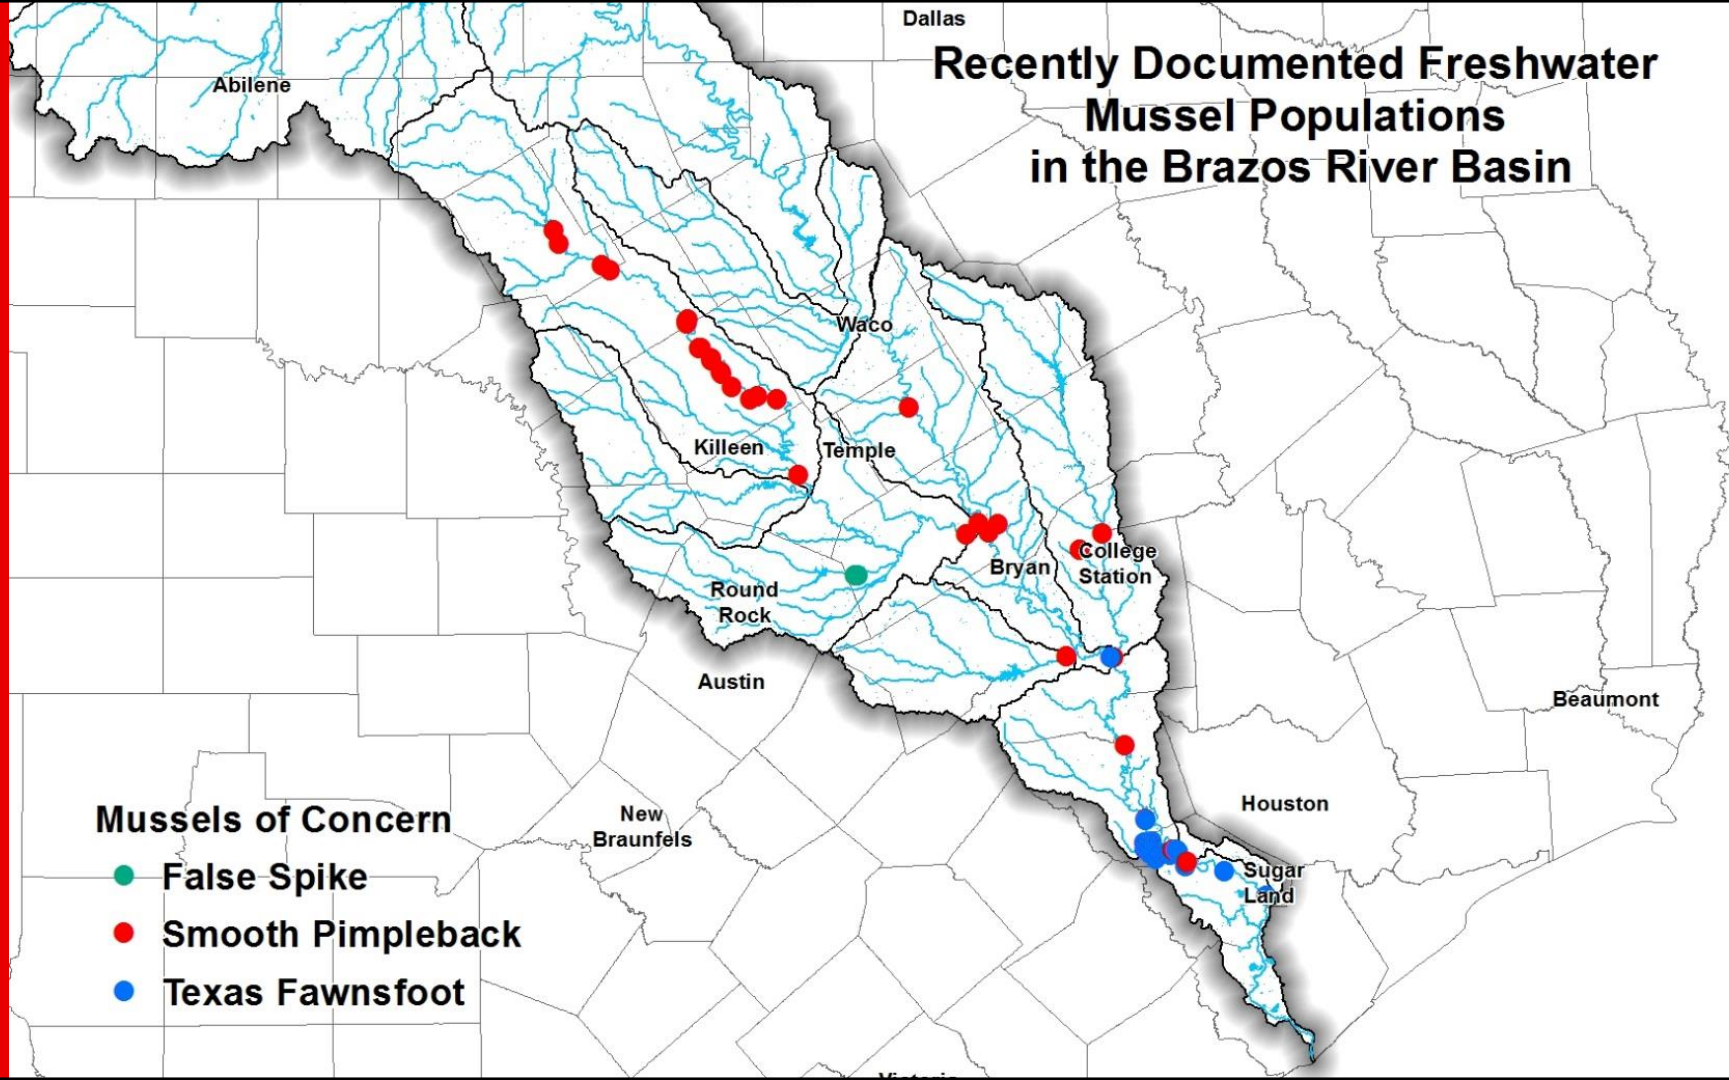 Dallas
Recently Documented Freshwater
Mussel Populations
in the Brazos River Basin
Abilene
Waco
Killeen
Temple
College
Station
Bryan
Round
Rock
Austin
Beaumont
Houston
New
Braunfels
Sugar
Land
Mussels of Concern
False Spike
Smooth Pimpleback
Texas Fawnsfoot